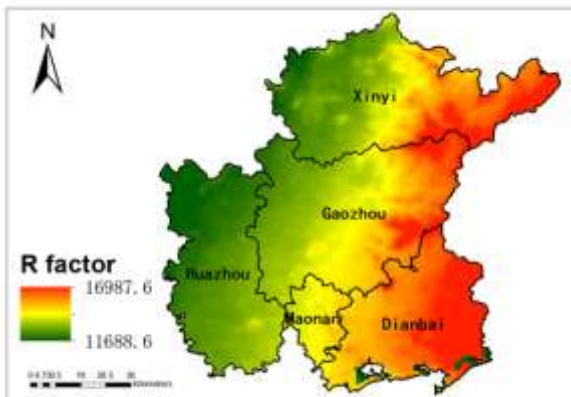 N
Xinyi
Gaozhou
Huazhou
Maonan
Dianbai
R factor
16987.6
11688.6